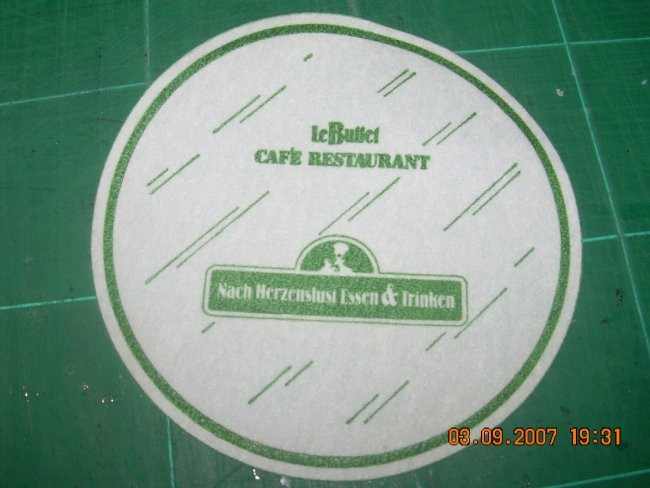 LeBuffet
CAFÉ RESTAURANT
Nach Herzenslust Essen & Trinken
03.09.2007 19:31